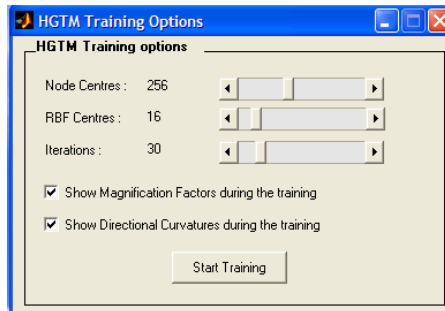 HGTM Training Options
HGTM Training options
Node Centres : 256
RBF Centres : 16
Iterations : 30
Show Magnification Factors during the training
Show Directional Curvatures during the training
Start Training